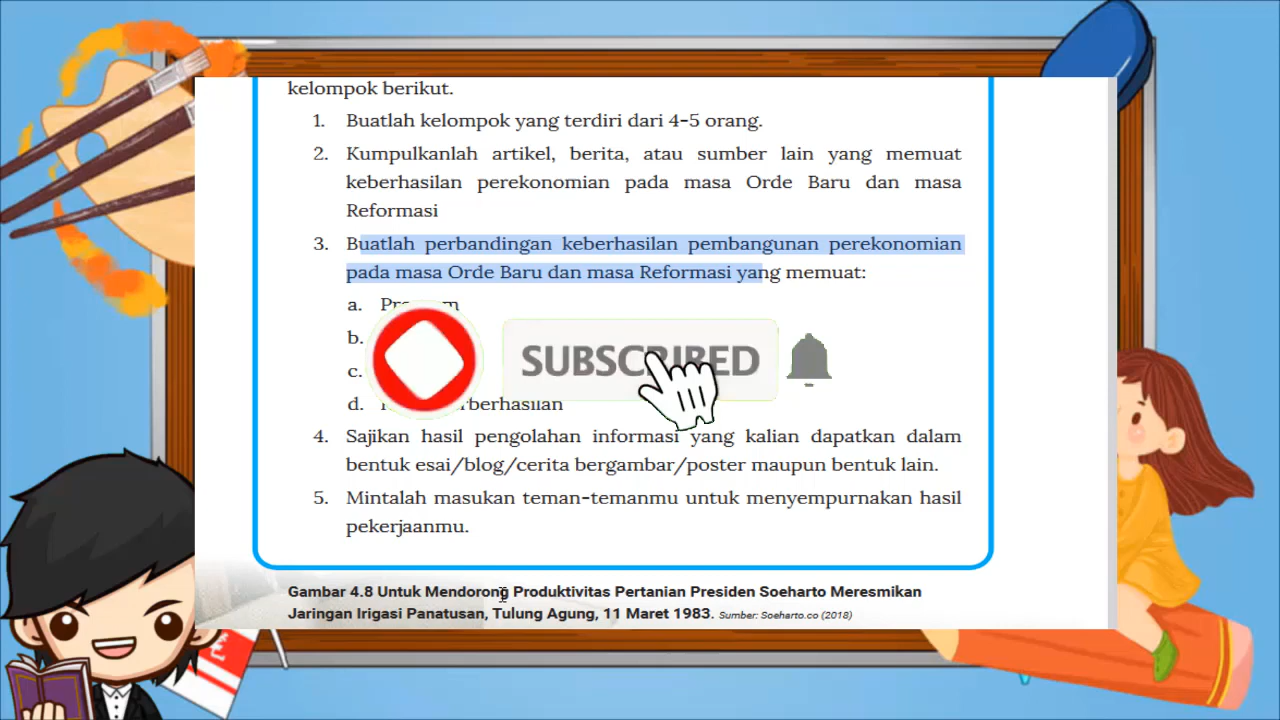 kelompok berikut.
1. Buatlah kelompok yang terdiri dari 4-5 orang.
2. Kumpulkanlah artikel, berita, atau sumber lain yang memuat
keberhasilan perekonomian pada masa Orde Baru dan masa
Reformasi
3. Buatlah perbandingan keberhasilan pembangunan perekonomian
pada masa Orde Baru dan masa Reformasi yang memuat:
a.
b.
SUBSCRIBED
c.
d.
4. Sajikan hasil pengolahan informasi yang kalian dapatkan dalam
bentuk esai/blog/cerita bergambar/poster maupun bentuk lain.
5. Mintalah masukan teman-temanmu untuk menyempurnakan hasil
pekerjaanmu.
Gambar 4.8 Untuk Mendorong Produktivitas Pertanian Presiden Soeharto Meresmikan
Jaringan Irigasi Panatusan, Tulung Agung, 11 Maret 1983. Sumber: Soeharto.co (2018)